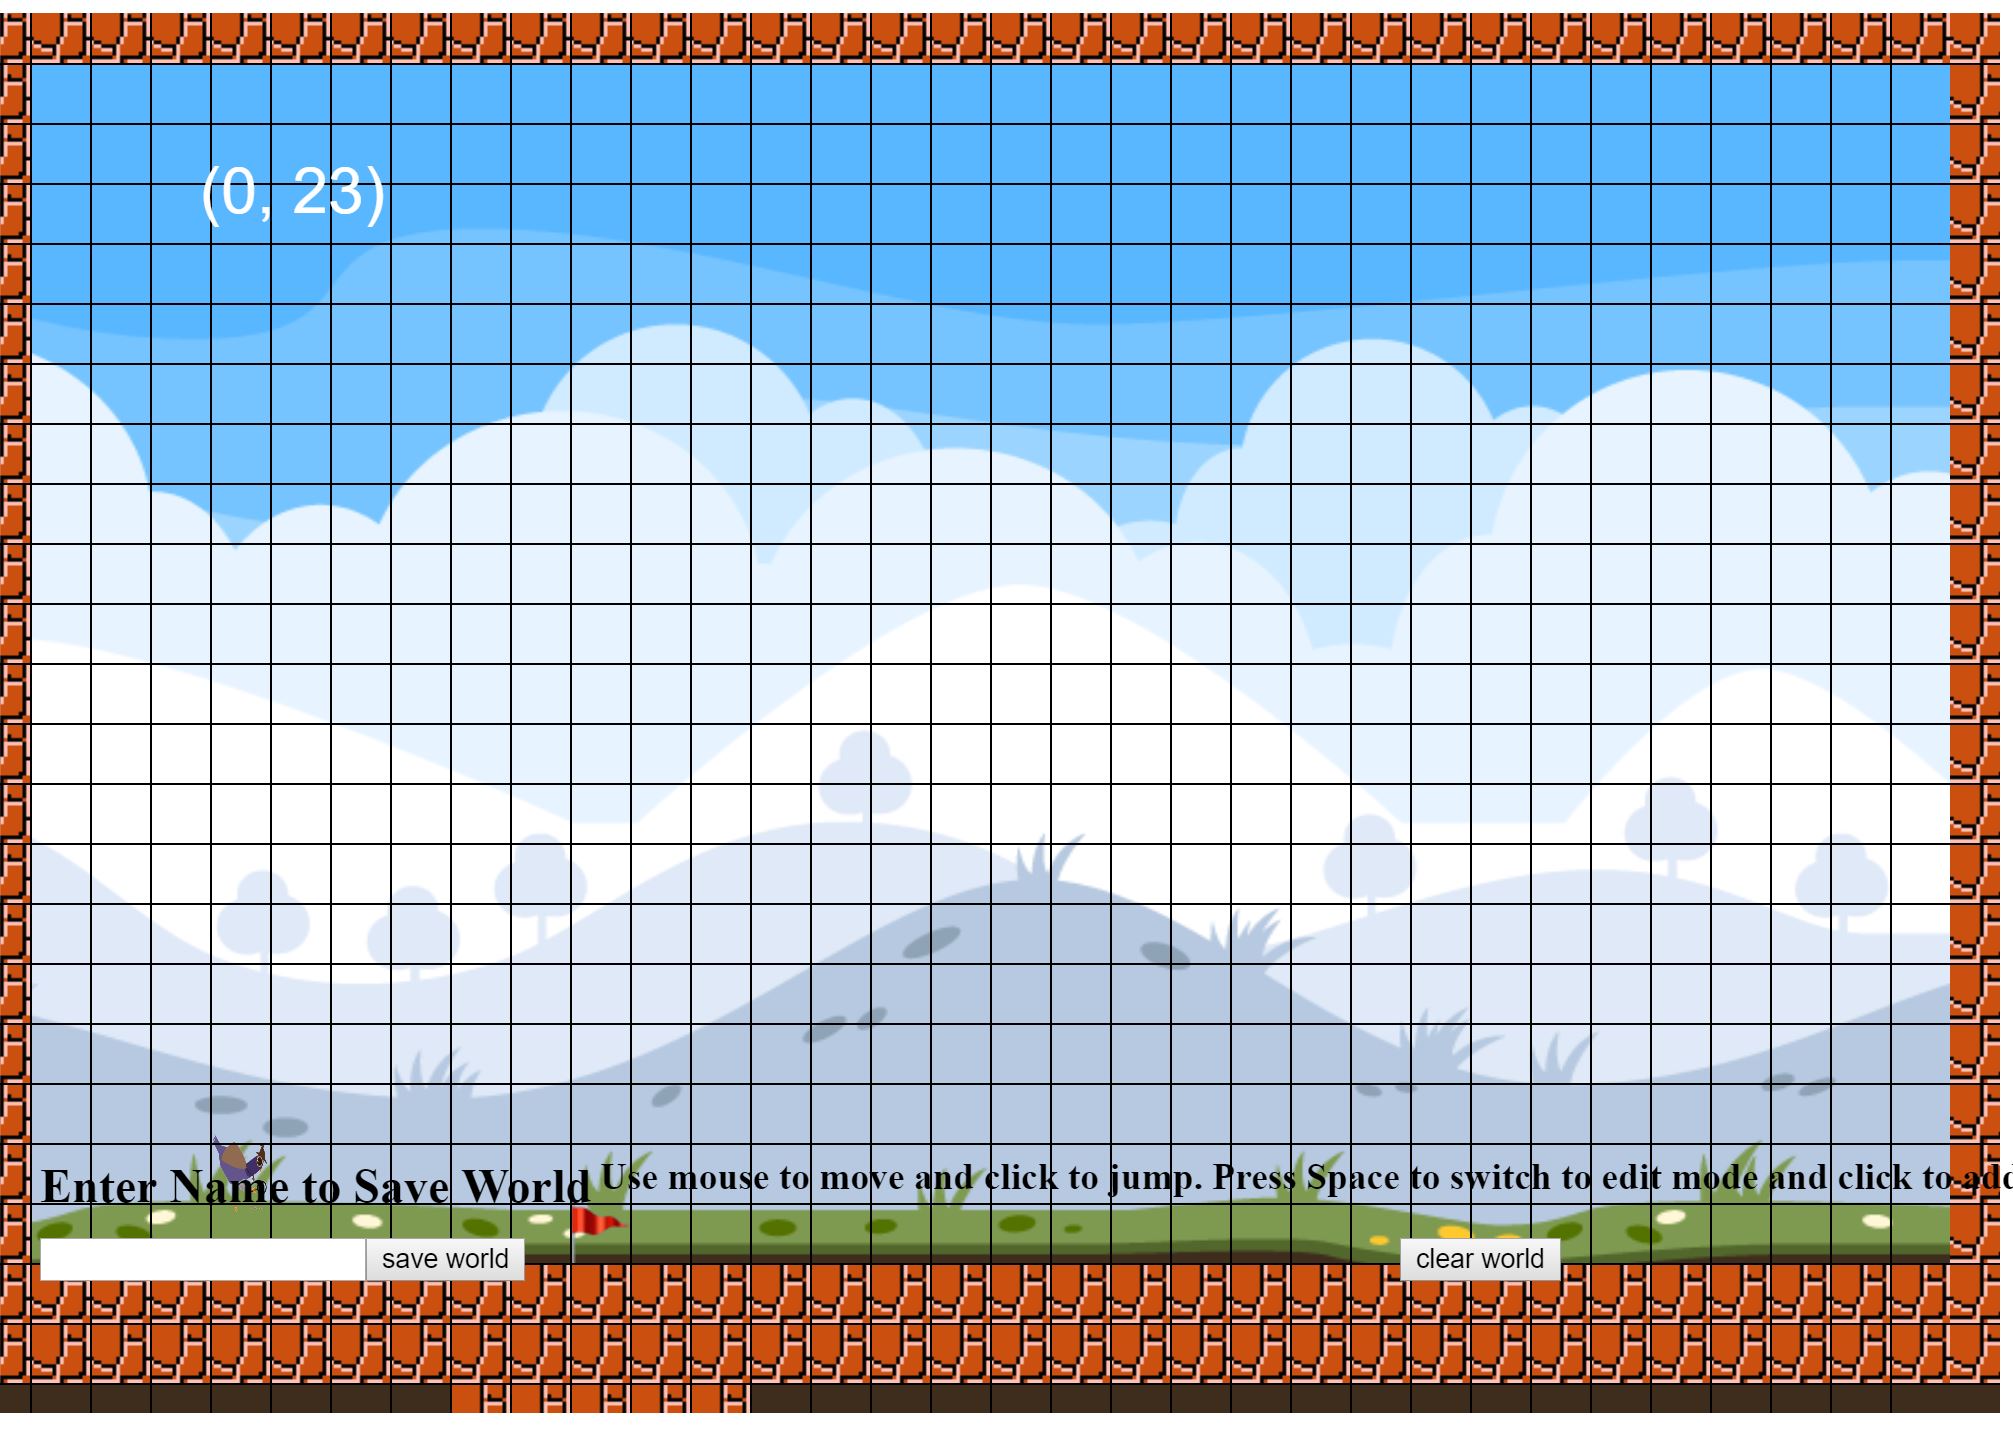 (0, 23)
Enter Name to Save World
Use mouse to move and click to jump. Press Space to switch to edit mode and click to add
save world
clear world